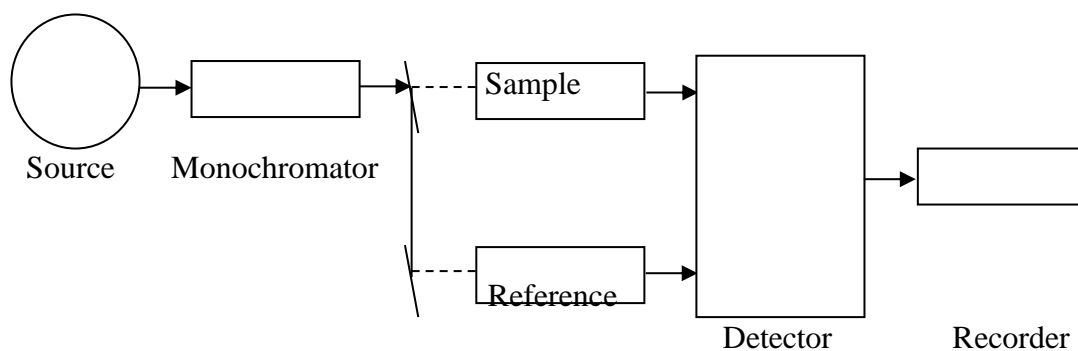 Sample
Source
Monochromator
Reference
Detector
Recorder